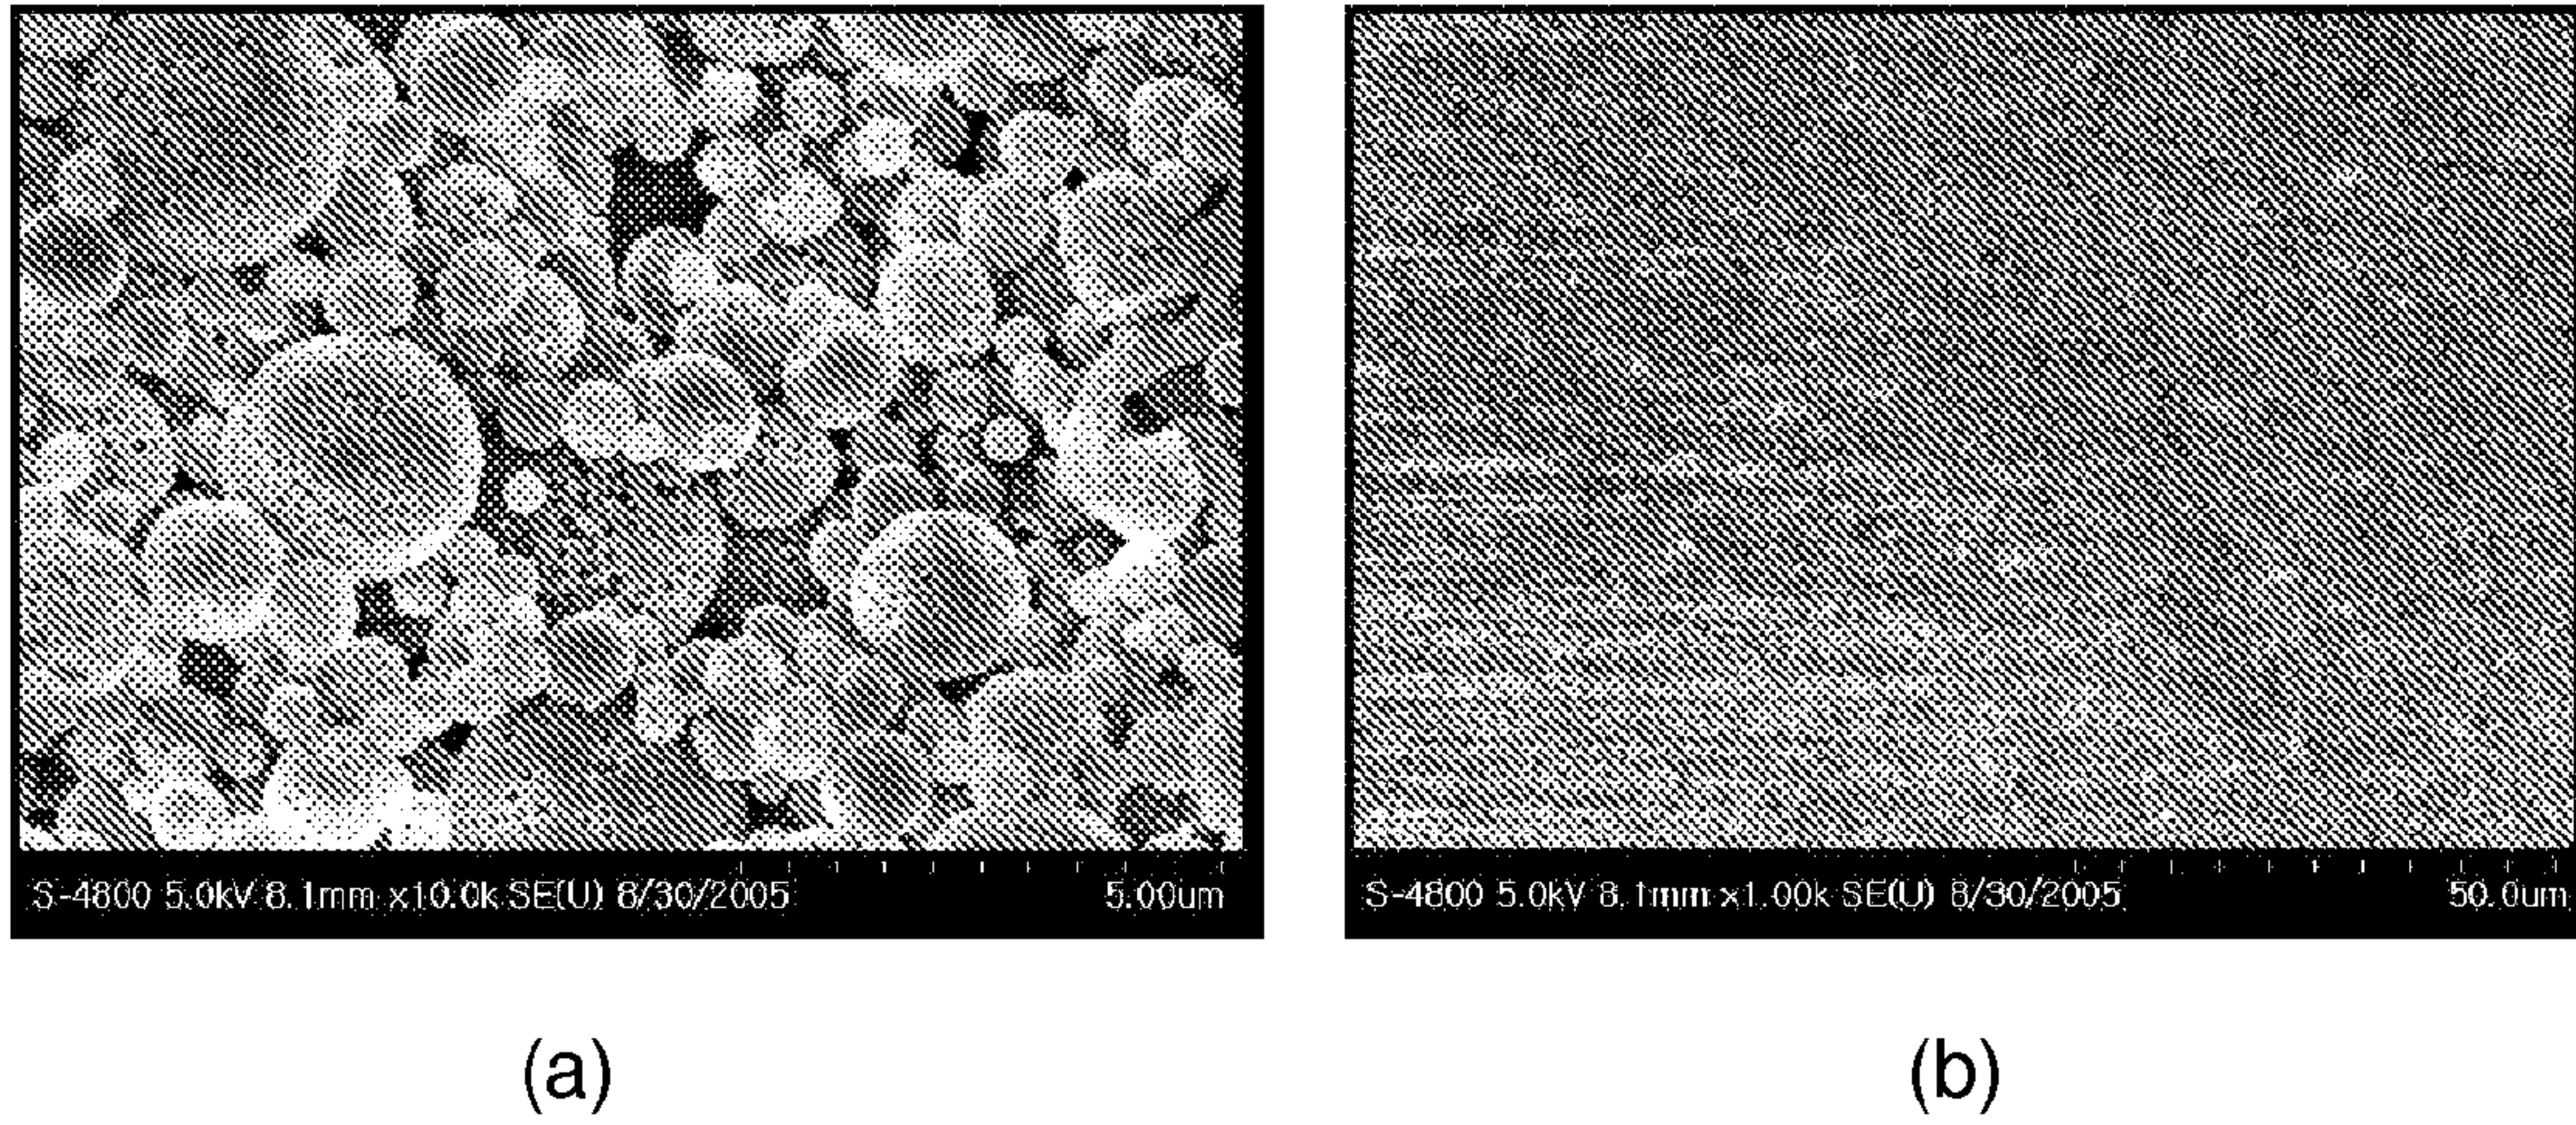 S-4800 5.0kV 8.1mm x10.0k SE(U) 8/30/2005 5.00um
S-4800 5.0kV 8.1mm x1.00k SE(U) 8/30/2005 50.0um
(a)
(b)